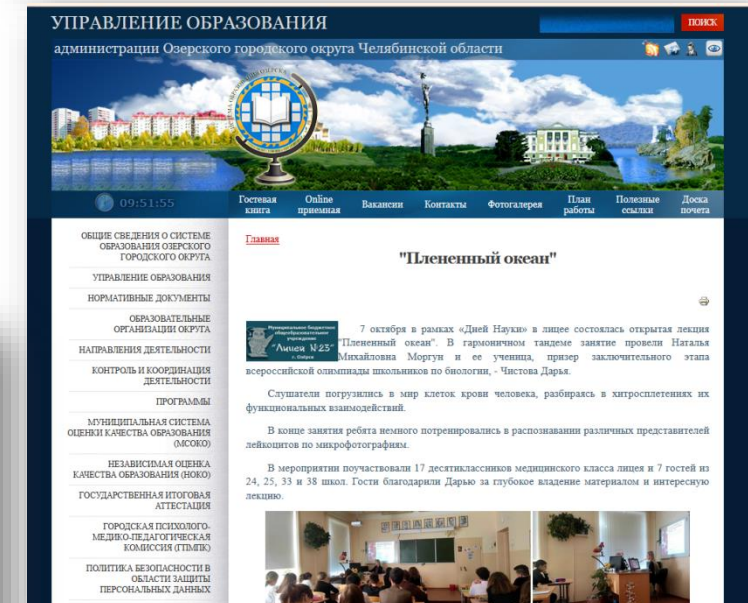 УПРАВЛЕНИЕ ОБРАЗОВАНИЯ
ПОИСК
администрации Озерского городского округа Челябинской области
09:51:55
Гостевая книга
Online приемная
Вакансии
Контакты
Фотогалерея
План работы
Полезные ссылки
Доска почета
ОБЩИЕ СВЕДЕНИЯ О СИСТЕМЕ
ОБРАЗОВАНИЯ ОЗЕРСКОГО
ГОРОДСКОГО ОКРУГА
УПРАВЛЕНИЕ ОБРАЗОВАНИЯ
НОРМАТИВНЫЕ ДОКУМЕНТЫ
ОБРАЗОВАТЕЛЬНЫЕ
ОРГАНИЗАЦИИ ОКРУГА
НАПРАВЛЕНИЯ ДЕЯТЕЛЬНОСТИ
КОНТРОЛЬ И КООРДИНАЦИЯ
ДЕЯТЕЛЬНОСТИ
ПРОГРАММЫ
МУНИЦИПАЛЬНАЯ СИСТЕМА
ОЦЕНКИ КАЧЕСТВА ОБРАЗОВАНИЯ
(МСОКО)
НЕЗАВИСИМАЯ ОЦЕНКА
КАЧЕСТВА ОБРАЗОВАНИЯ (НОКО)
ГОСУДАРСТВЕННАЯ ИТОГОВАЯ
АТТЕСТАЦИЯ
ГОРОДСКАЯ ПСИХОЛОГО-
МЕДИКО-ПЕДАГОГИЧЕСКАЯ
КОМИССИЯ (ГПМПК)
ПОЛИТИКА БЕЗОПАСНОСТИ В
ОБЛАСТИ ЗАЩИТЫ
ПЕРСОНАЛЬНЫХ ДАННЫХ
Главная
"Плененный океан"
Муниципальное бюджетное
общеобразовательное
учреждение
"Лицей №23"
г. Озёрск
7 октября в рамках «Дней Науки» в лицее состоялась открытая лекция
"Плененный океан". В гармоничном тандеме занятие провели Наталья
Михайловна Моргун и ее ученица, призер заключительного этапа
всероссийской олимпиады школьников по биологии, - Чистова Дарья.
Слушатели погрузились в мир клеток крови человека, разбираясь в хитросплетениях их
функциональных взаимодействий.
В конце занятия ребята немного потренировались в распознавании различных представителей
лейкоцитов по микрофотографиям.
В мероприятии поучаствовали 17 десятиклассников медицинского класса лицея и 7 гостей из
24, 25, 33 и 38 школ. Гости благодарили Дарью за глубокое владение материалом и интересную
лекцию.